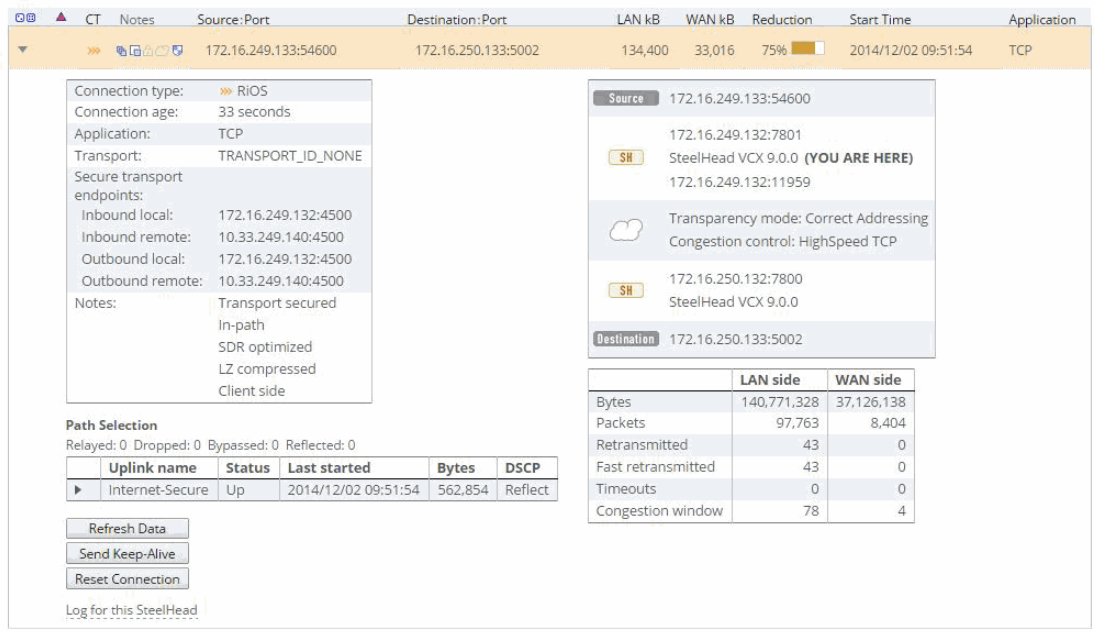 CT Notes Source:Port Destination:Port LAN kB WAN kB Reduction Start Time Application
172.16.249.133:54600 172.16.250.133:5002 134,400 33,016 75% 2014/12/02 09:51:54 TCP
Connection type: RiOS
Connection age: 33 seconds
Application: TCP
Transport: TRANSPORT_ID_NONE
Secure transport
endpoints:
Inbound local: 172.16.249.132:4500
Inbound remote: 10.33.249.140:4500
Outbound local: 172.16.249.132:4500
Outbound remote: 10.33.249.140:4500
Notes: Transport secured
In-path
SDR optimized
LZ compressed
Client side
Path Selection
Relayed: 0 Dropped: 0 Bypassed: 0 Reflected: 0
Uplink name Status Last started Bytes DSCP
Internet-Secure Up 2014/12/02 09:51:54 562,854 Reflect
Refresh Data
Send Keep-Alive
Reset Connection
Log for this SteelHead
Source 172.16.249.133:54600
172.16.249.132:7801
SH SteelHead VCX 9.0.0 (YOU ARE HERE)
172.16.249.132:11959
Transparency mode: Correct Addressing
Congestion control: HighSpeed TCP
172.16.250.132:7800
SH
SteelHead VCX 9.0.0
Destination 172.16.250.133:5002
LAN side WAN side
Bytes 140,771,328 37,126,138
Packets 97,763 8,404
Retransmitted 43 0
Fast retransmitted 43 0
Timeouts 0 0
Congestion window 78 4